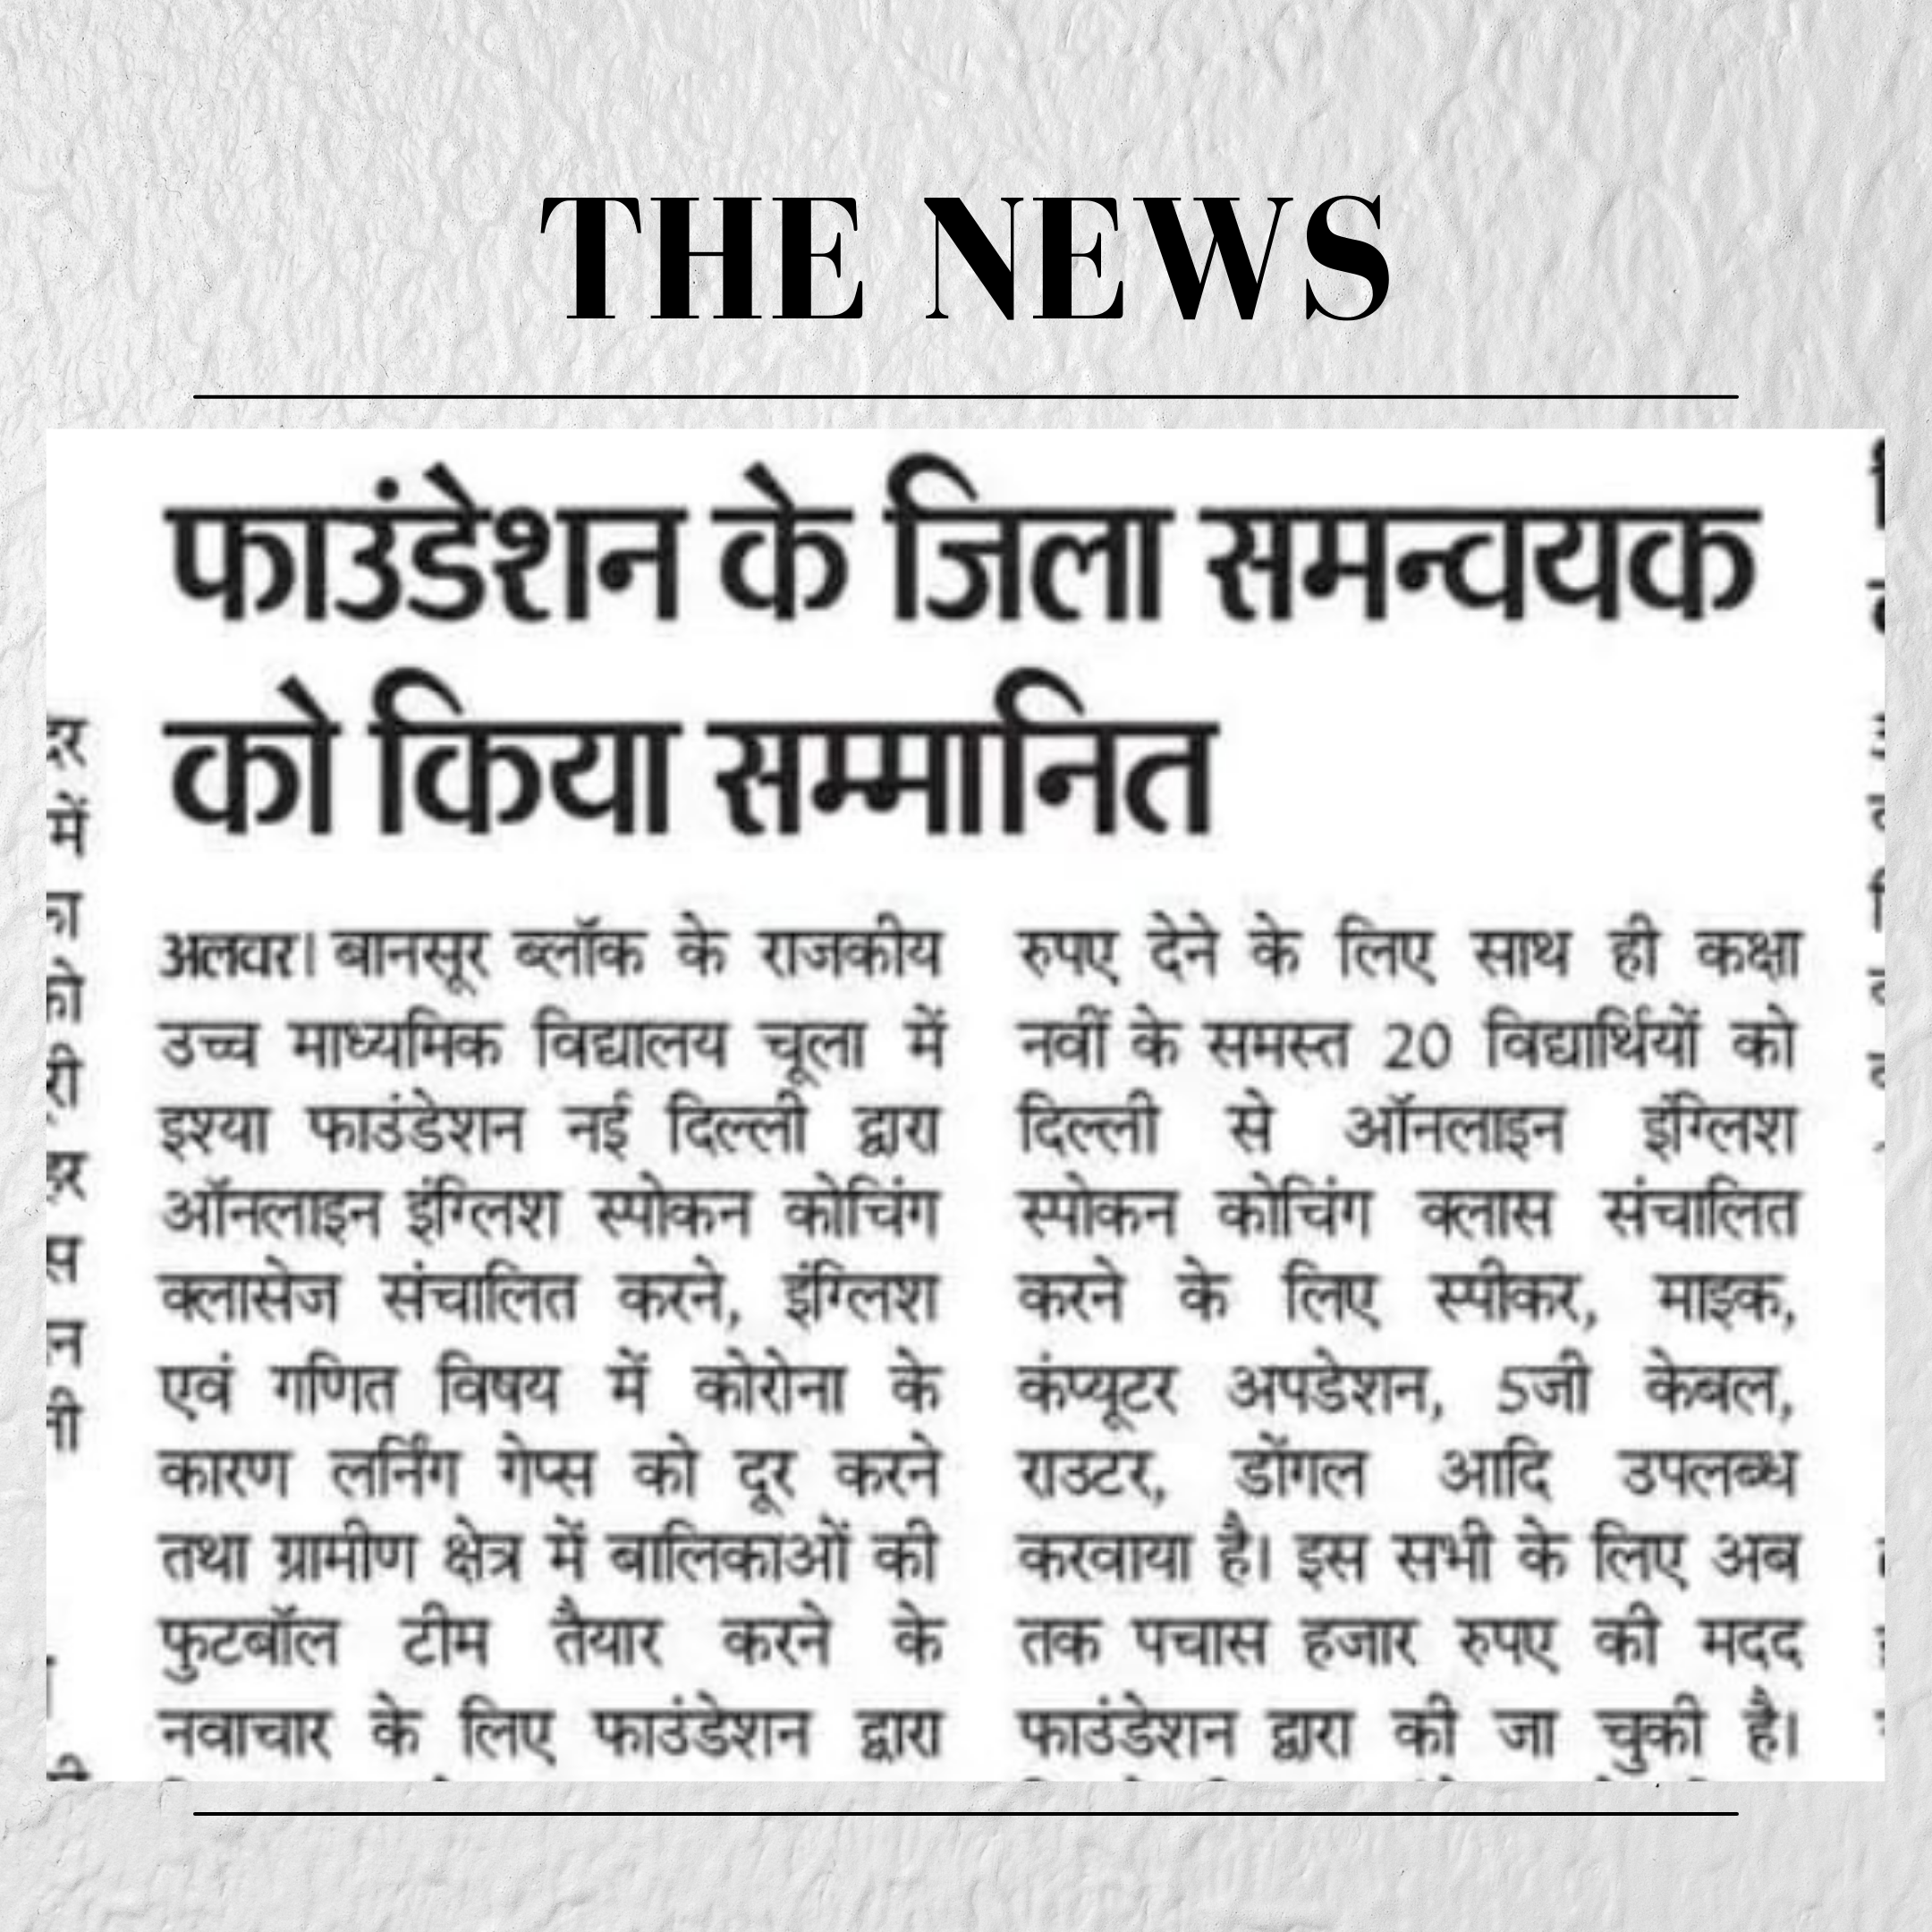 THE NEWS
फाउंडेशन के जिला समन्वयक
को किया सम्मानित
अलवर। बानसूर ब्लॉक के राजकीय
उच्च माध्यमिक विद्यालय चूला में
इश्या फाउंडेशन नई दिल्ली द्वारा
ऑनलाइन इंग्लिश स्पोकन कोचिंग
क्लासेज संचालित करने, इंग्लिश
एवं गणित विषय में कोरोना के
कारण लर्निंग गेप्स को दूर करने
तथा ग्रामीण क्षेत्र में बालिकाओं की
फुटबॉल टीम तैयार करने के
नवाचार के लिए फाउंडेशन द्वारा
रुपए देने के लिए साथ ही कक्षा
नवीं के समस्त 20 विद्यार्थियों को
दिल्ली से ऑनलाइन इंग्लिश
स्पोकन कोचिंग क्लास संचालित
करने के लिए स्पीकर, माइक,
कंप्यूटर अपडेशन, 5जी केबल,
राउटर, डोंगल आदि उपलब्ध
करवाया है। इस सभी के लिए अब
तक पचास हजार रुपए की मदद
फाउंडेशन द्वारा की जा चुकी है।